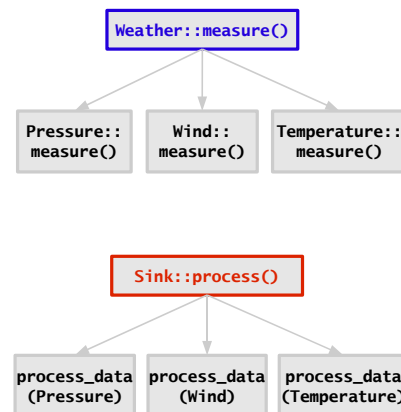 Weather::measure()
Pressure:: Wind:: Temperature::
measure() measure() measure()
Sink::process()
process_data process_data process_data
(Pressure) (Wind) (Temperature)